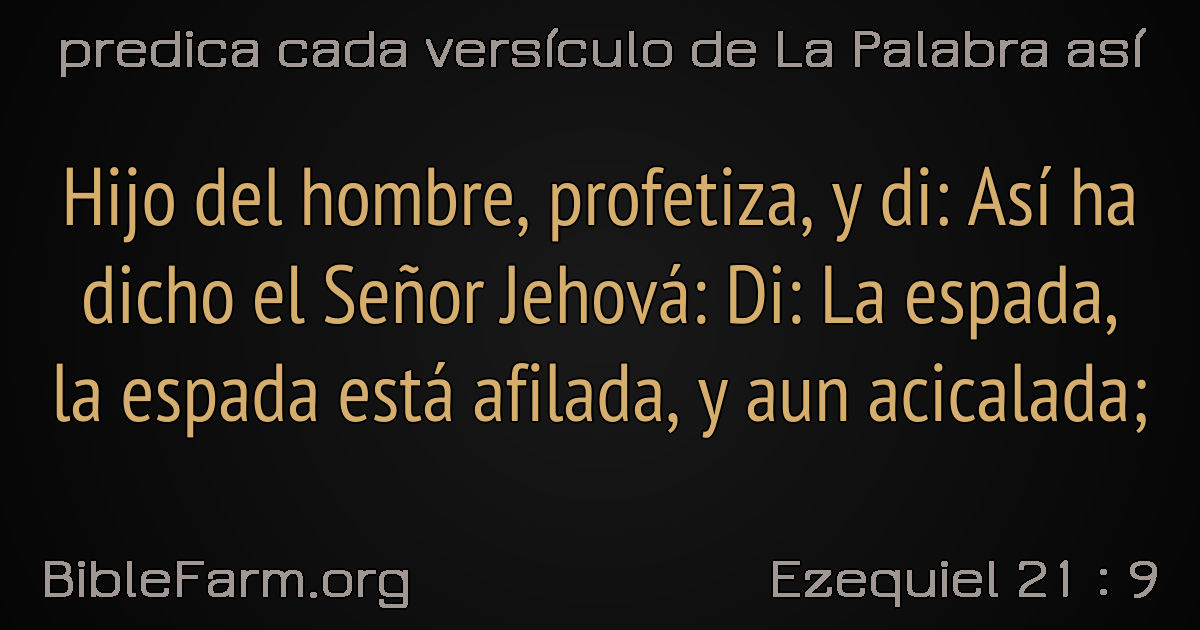 predica cada versículo de La Palabra así
Hijo del hombre, profetiza, y di: Así ha
dicho el Señor Jehová: Di: La espada,
la espada está afilada, y aun acicalada;
BibleFarm.org
Ezequiel 21 : 9